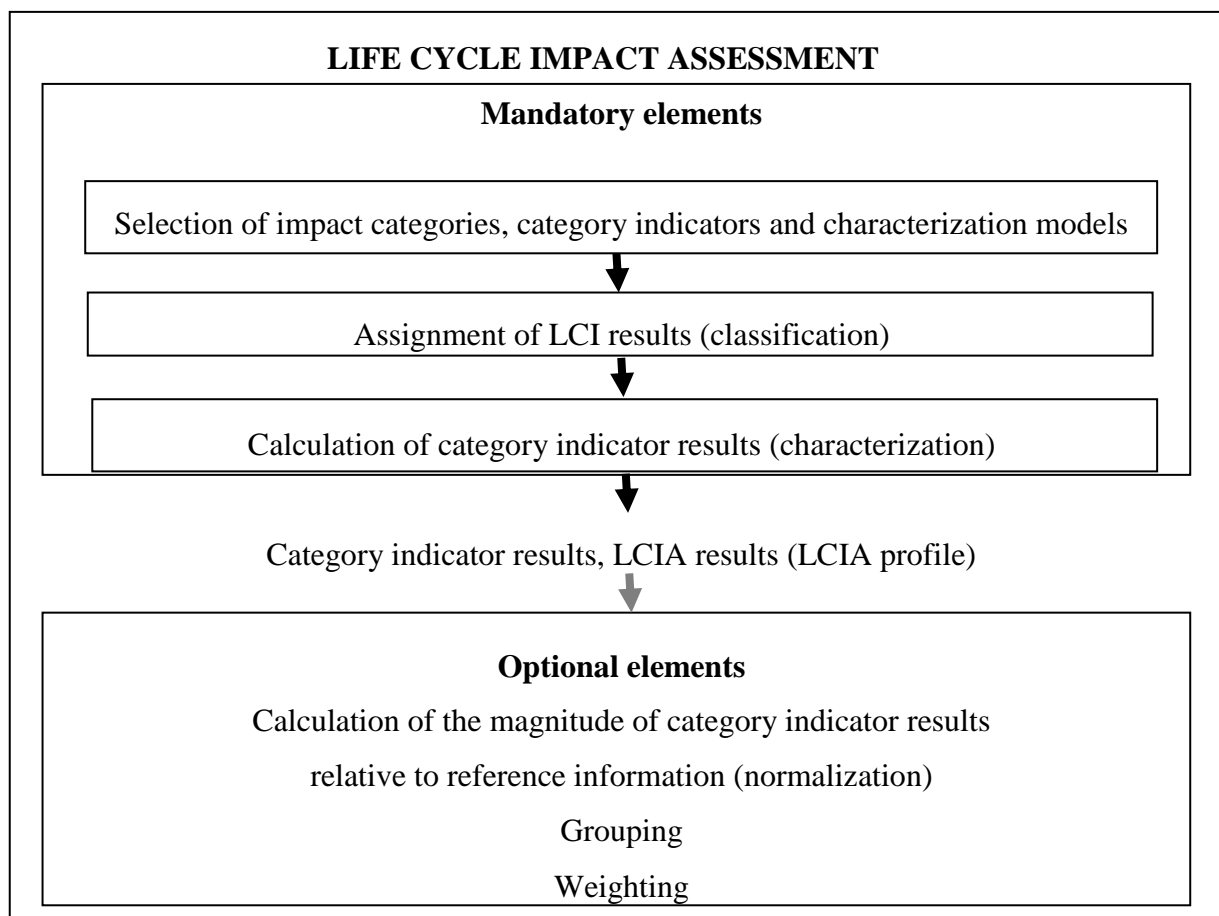 LIFE CYCLE IMPACT ASSESSMENT
Mandatory elements
Selection of impact categories, category indicators and characterization models
Assignment of LCI results (classification)
Calculation of category indicator results (characterization)
Category indicator results, LCIA results (LCIA profile)
Optional elements
Calculation of the magnitude of category indicator results
relative to reference information (normalization)
Grouping
Weighting